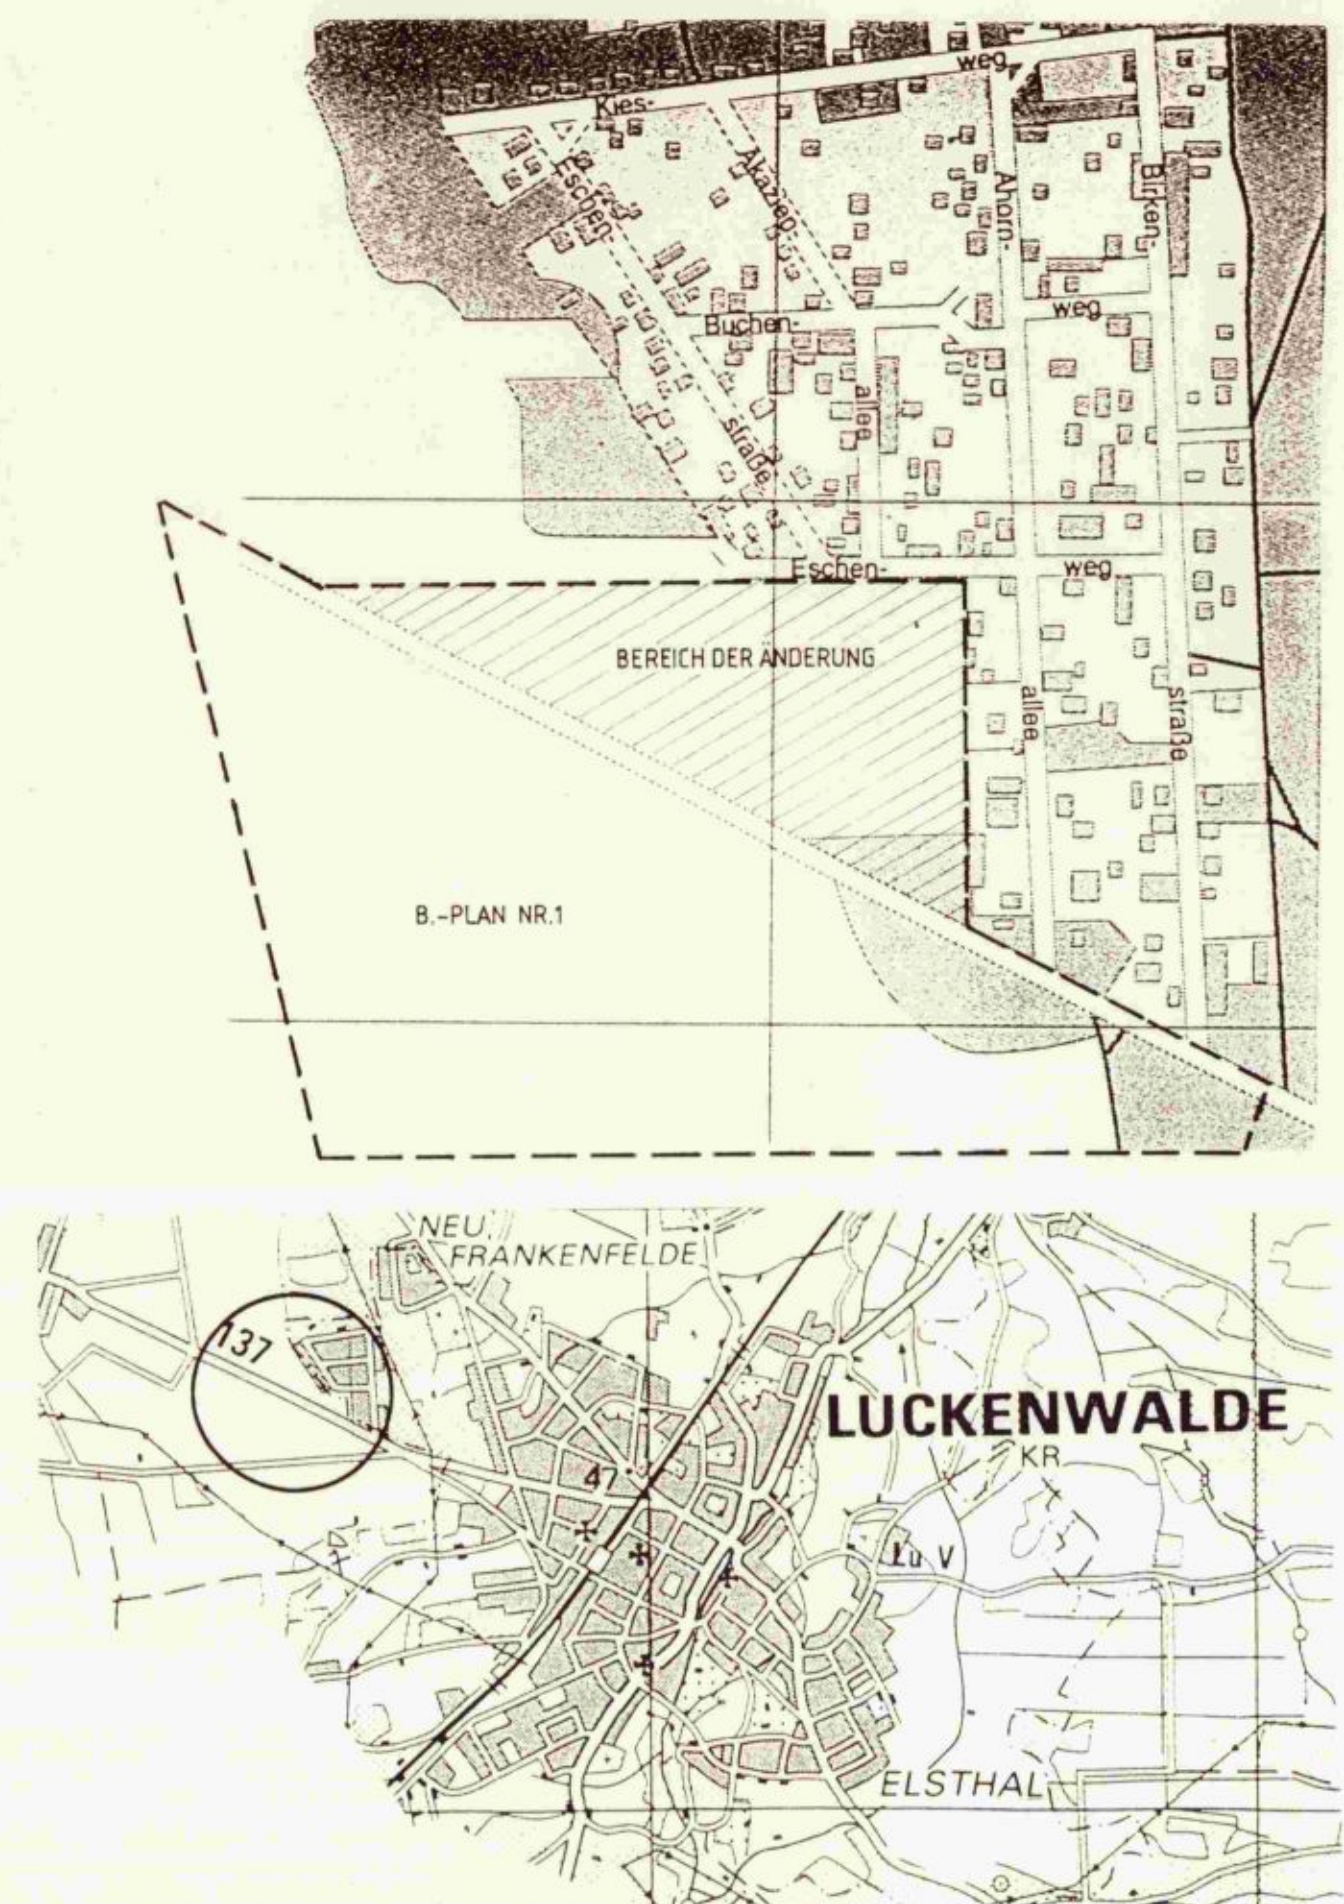 weg
Kies-
Eschen-
Akazien-
Ahorn-
Birken-
Buchen-
weg
allee
straße
Eschen-
weg
BEREICH DER ÄNDERUNG
allee
straße
B.-PLAN NR.1
NEU
FRANKENFELDE
137
LUCKENWALDE
KR
47
Lu V
ELSTHAL